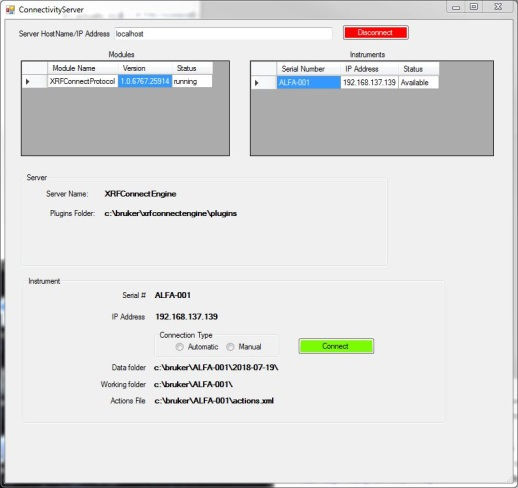 ConnectivityServer
Server HostName/IP Address localhost Disconnect
Modules Instruments
Module Name Version Status
XRFConnectProtocol 1.0.6767.25914 running
Serial Number IP Address Status
ALFA-001 192.168.137.139 Available
Server
Server Name: XRFConnectEngine
Plugins Folder: c:\bruker\xrfconnectengine\plugins
Instrument
Serial # ALFA-001
IP Address 192.168.137.139
Connection Type
Automatic Manual Connect
Data folder c:\bruker\ALFA-001\2018-07-19\
Working folder c:\bruker\ALFA-001\
Actions File c:\bruker\ALFA-001\actions.xml